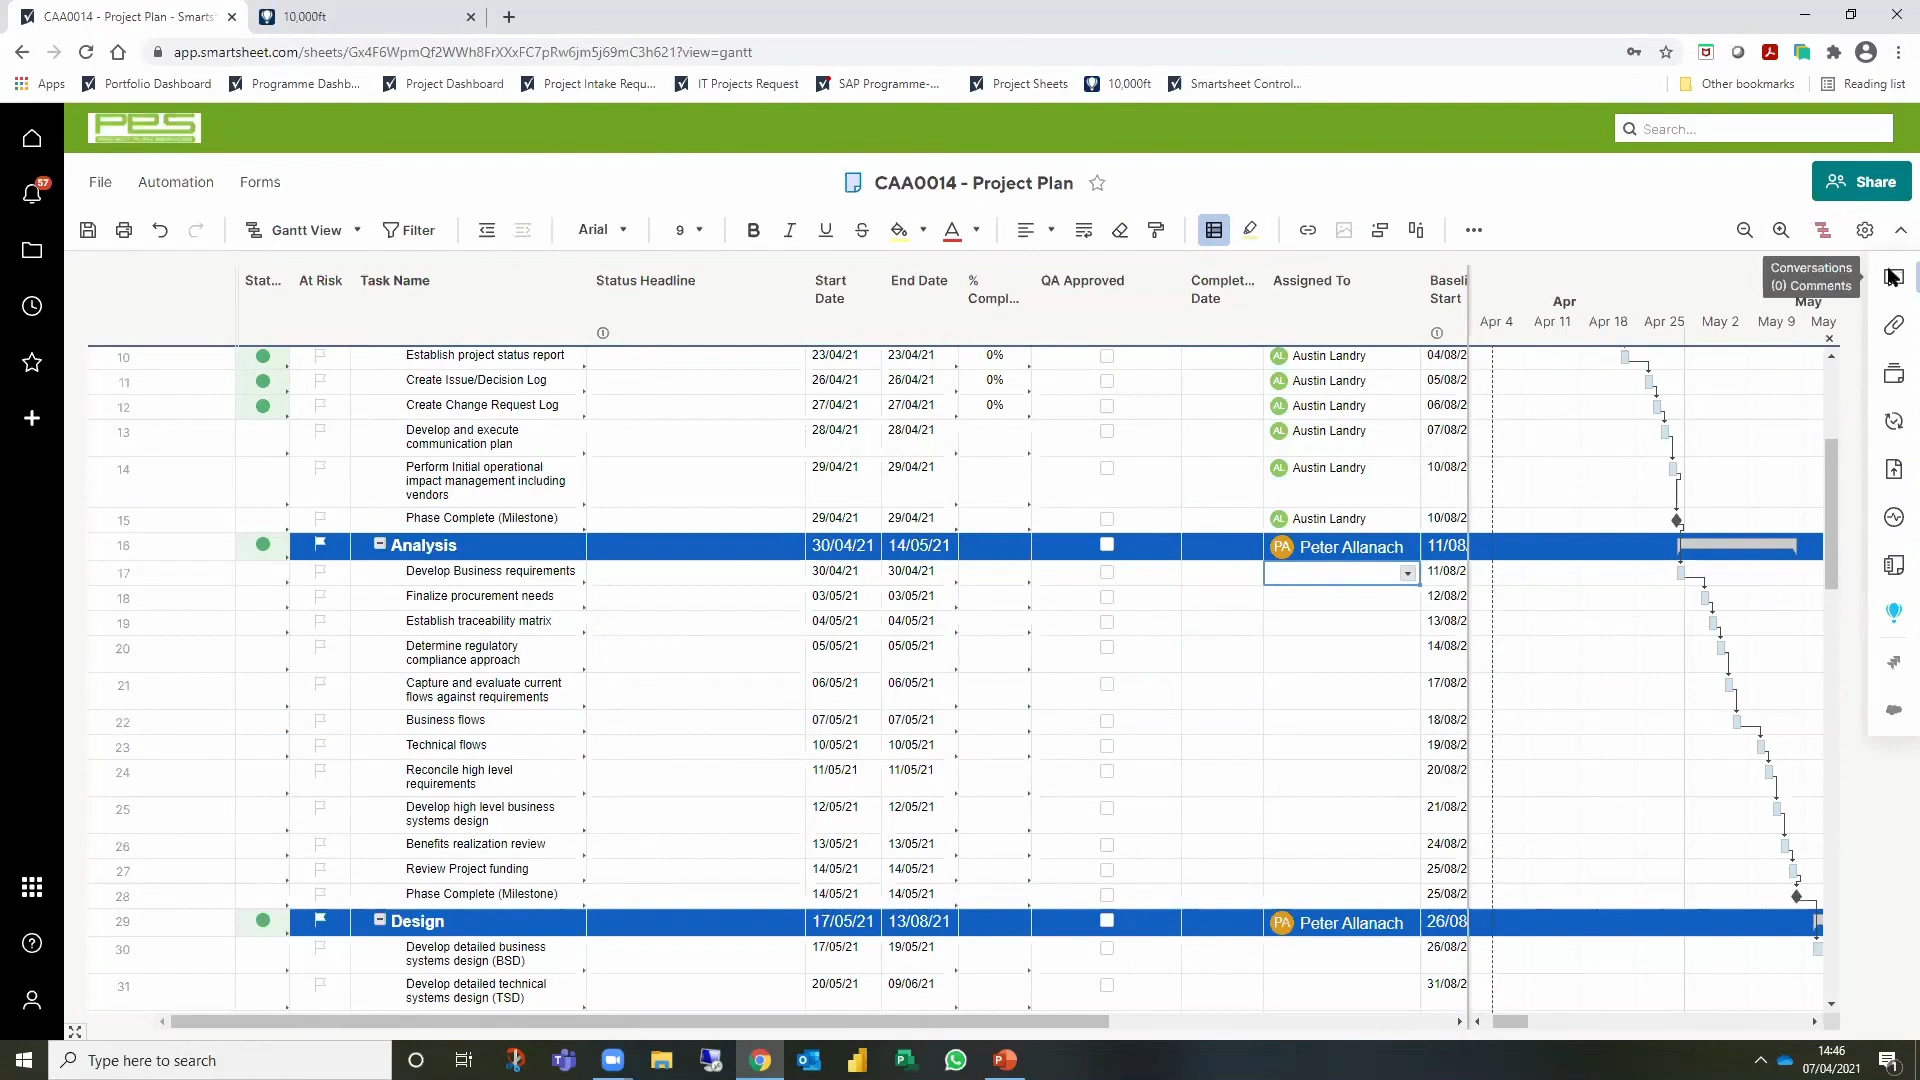 CAA0014 - Project Plan - Smarts
10,000ft
app.smartsheet.com/sheets/Gx4F6WpmQf2WWh8FrXXxFC7pRw6jm5j69mC3h621?view=gantt
Apps
Portfolio Dashboard
Programme Dashb...
Project Dashboard
Project Intake Requ...
IT Projects Request
SAP Programme-...
Project Sheets
10,000ft
Smartsheet Control...
Other bookmarks
Reading list
PBS
Search...
57
File
Automation
Forms
CAA0014 - Project Plan
Share
Gantt View
Filter
Arial
9
B
I
U
S
A
Conversations
(0) Comments
Stat...
At Risk
Task Name
Status Headline
Start
Date
End Date
%
Compl...
QA Approved
Complet...
Date
Assigned To
Baseli
Start
Apr
May
Apr 4
Apr 11
Apr 18
Apr 25
May 2
May 9
May
10 Establish project status report 23/04/21 23/04/21 0% AL Austin Landry 04/08/2
11 Create Issue/Decision Log 26/04/21 26/04/21 0% AL Austin Landry 05/08/2
12 Create Change Request Log 27/04/21 27/04/21 0% AL Austin Landry 06/08/2
13 Develop and execute 28/04/21 28/04/21 AL Austin Landry 07/08/2
communication plan
14 Perform Initial operational 29/04/21 29/04/21 AL Austin Landry 10/08/2
impact management including
vendors
15 Phase Complete (Milestone) 29/04/21 29/04/21 AL Austin Landry 10/08/2
16 Analysis 30/04/21 14/05/21 PA Peter Allanach 11/08/
17 Develop Business requirements 30/04/21 30/04/21 11/08/2
18 Finalize procurement needs 03/05/21 03/05/21 12/08/2
19 Establish traceability matrix 04/05/21 04/05/21 13/08/2
20 Determine regulatory 05/05/21 05/05/21 14/08/2
compliance approach
21 Capture and evaluate current 06/05/21 06/05/21 17/08/2
flows against requirements
22 Business flows 07/05/21 07/05/21 18/08/2
23 Technical flows 10/05/21 10/05/21 19/08/2
24 Reconcile high level 11/05/21 11/05/21 20/08/2
requirements
25 Develop high level business 12/05/21 12/05/21 21/08/2
systems design
26 Benefits realization review 13/05/21 13/05/21 24/08/2
27 Review Project funding 14/05/21 14/05/21 25/08/2
28 Phase Complete (Milestone) 14/05/21 14/05/21 25/08/2
29 Design 17/05/21 13/08/21 PA Peter Allanach 26/08
30 Develop detailed business 17/05/21 19/05/21 26/08/2
systems design (BSD)
31 Develop detailed technical 20/05/21 09/06/21 31/08/2
systems design (TSD)
Type here to search
14:46
07/04/2021
1